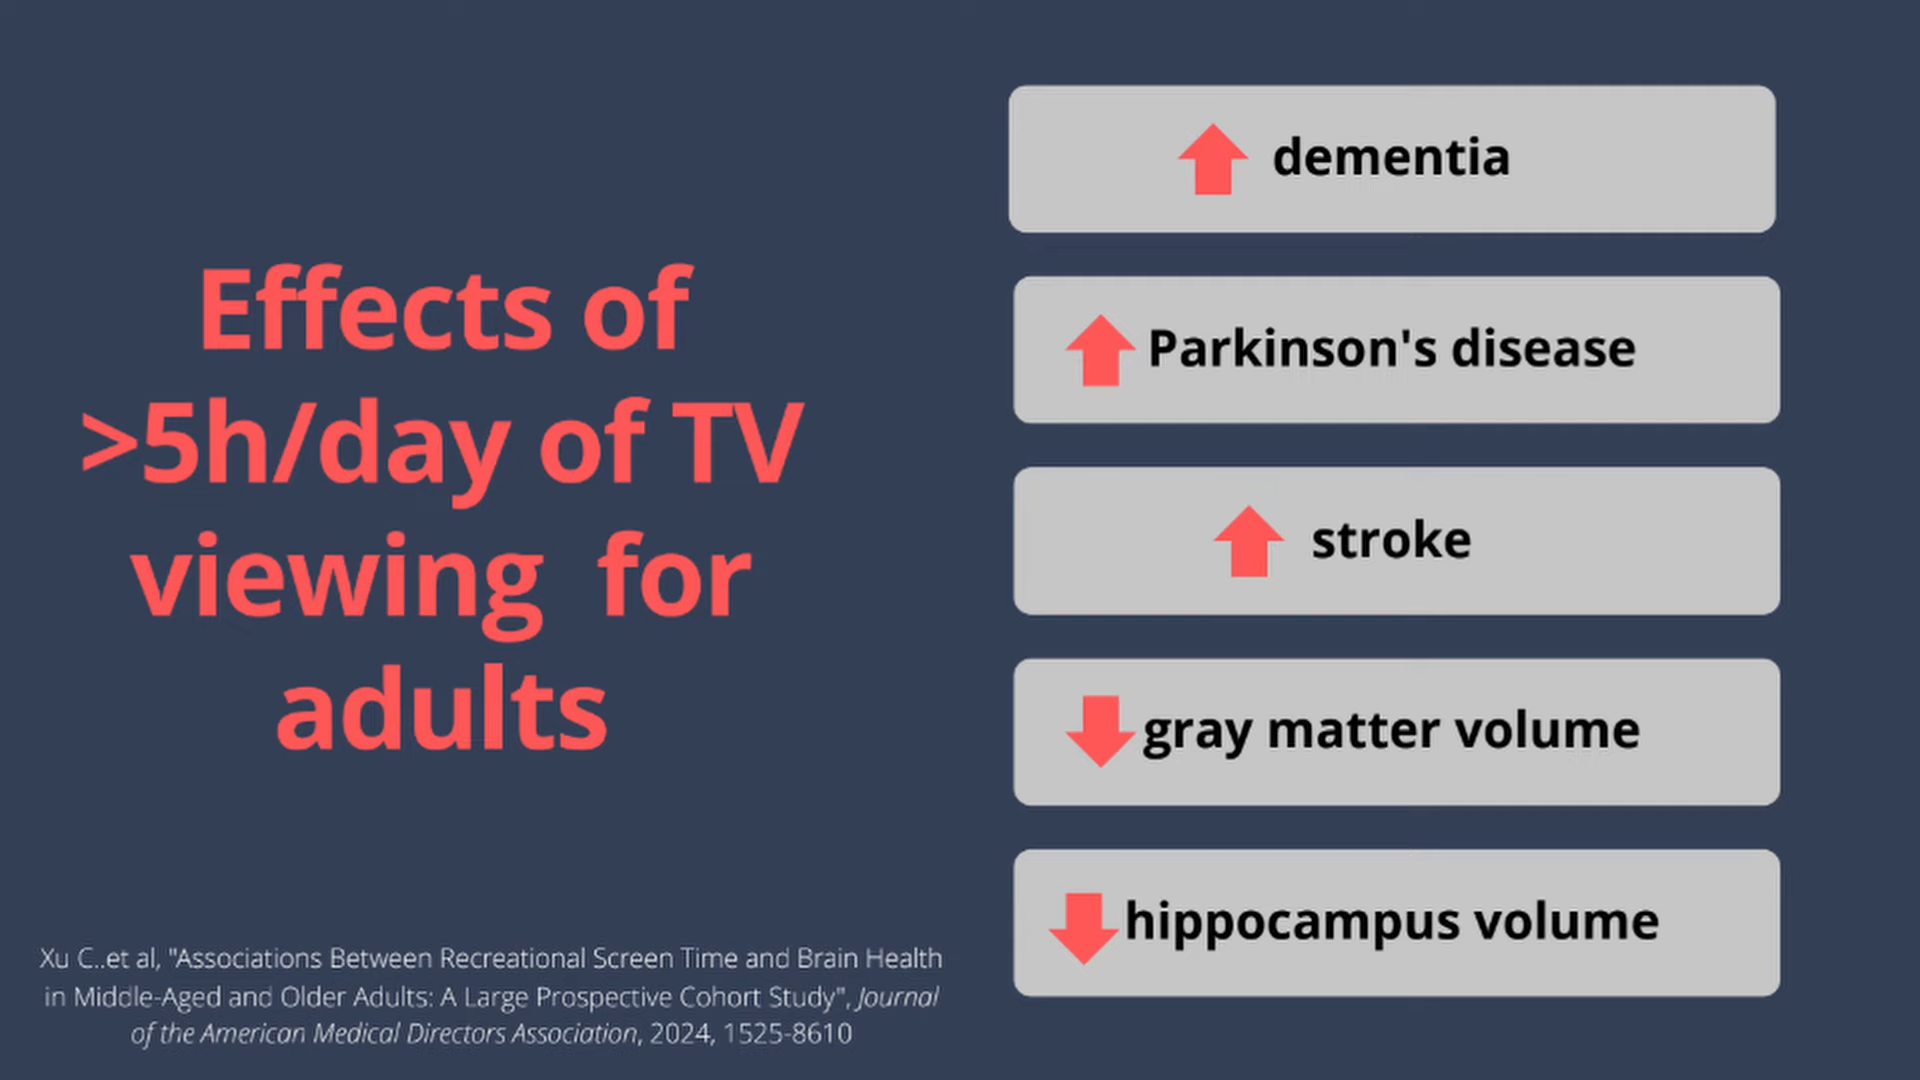 Effects of
>5h/day of TV
viewing for
adults
dementia
Parkinson's disease
stroke
gray matter volume
hippocampus volume
Xu C..et al, "Associations Between Recreational Screen Time and Brain Health
in Middle-Aged and Older Adults: A Large Prospective Cohort Study", Journal
of the American Medical Directors Association, 2024, 1525-8610